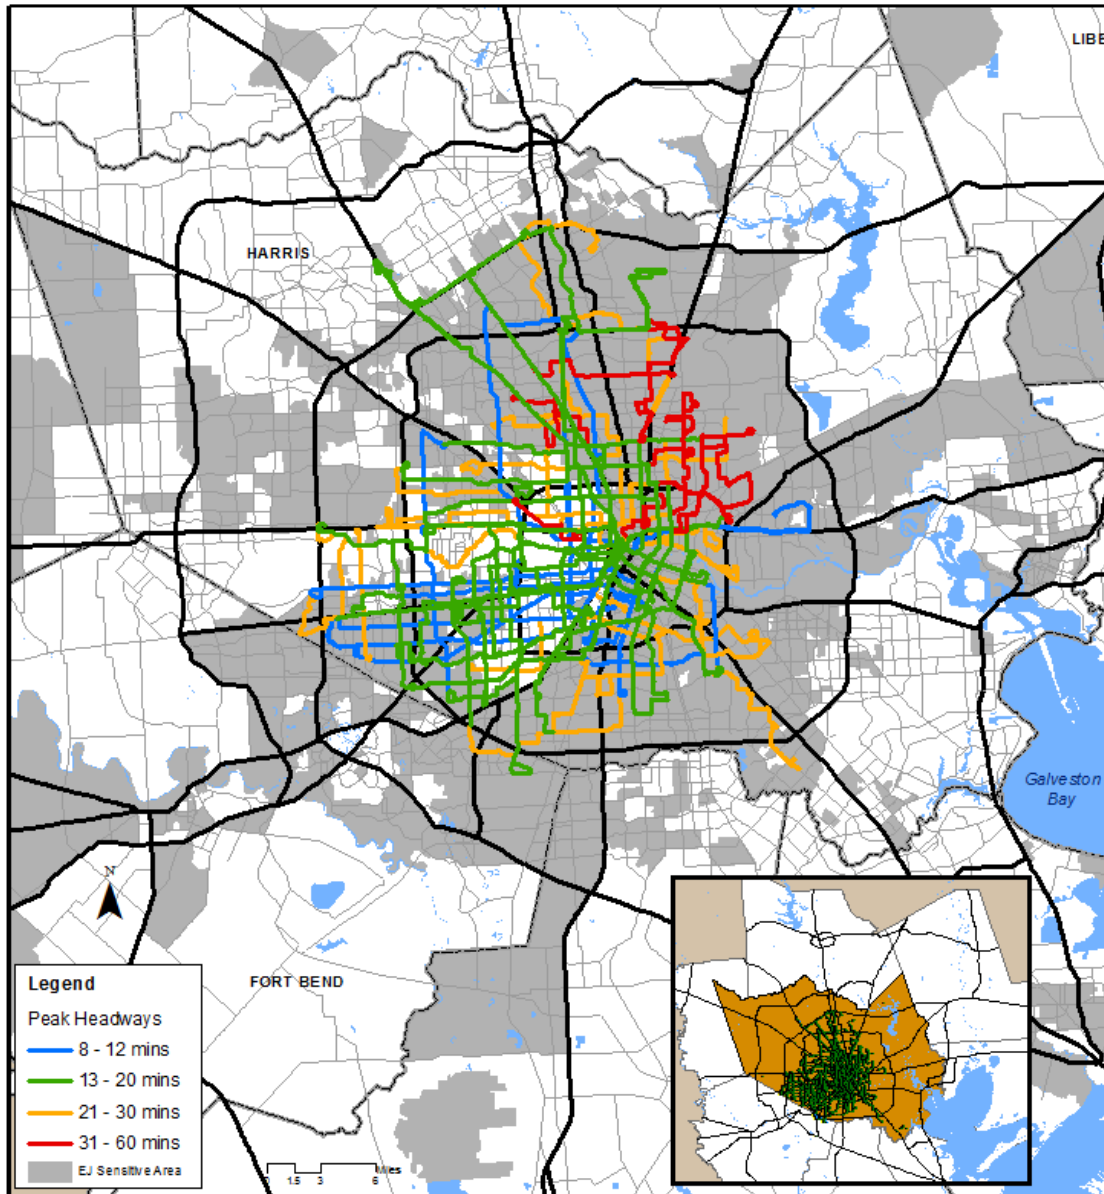 LIBE
HARRIS
Galveston
Bay
N
FORT BEND
Legend
Peak Headways
8 - 12 mins
13 - 20 mins
21 - 30 mins
31 - 60 mins
EJ Sensitive Area
Miles
0 1.5 3 6